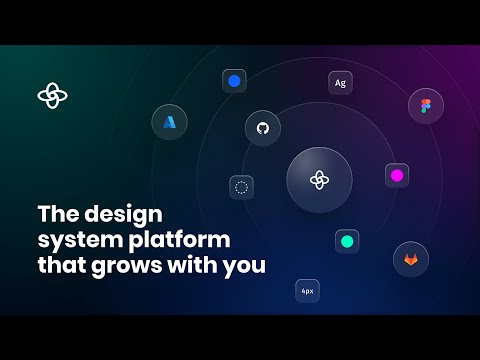 Ag
The design
system platform
that grows with you
4px